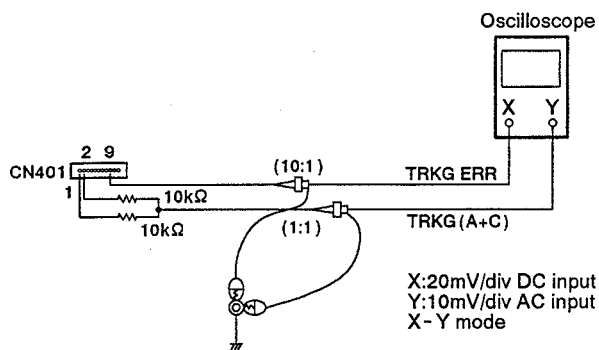 Oscilloscope
X Y
2 9
CN401
1
(10:1)
TRKG ERR
10kΩ
10kΩ
(1:1)
TRKG (A+C)
X:20mV/div DC input
Y:10mV/div AC input
X-Y mode